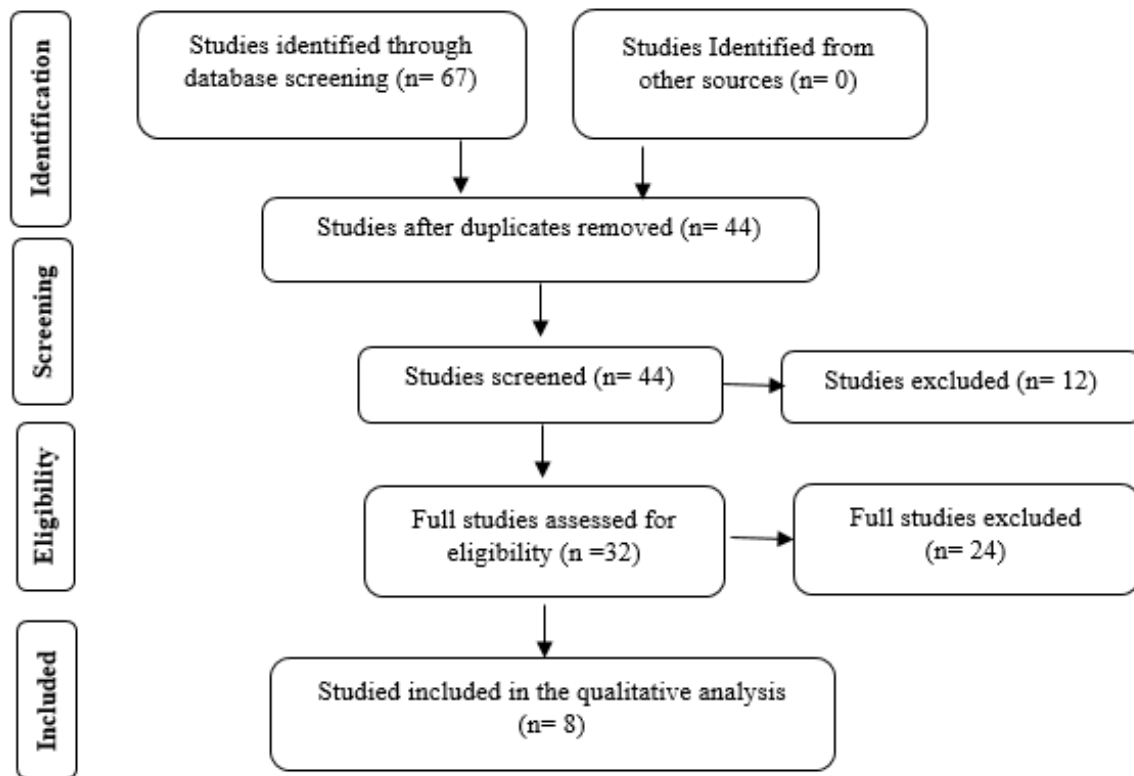 Identification
Studies identified through
database screening (n= 67)
Studies Identified from
other sources (n= 0)
Studies after duplicates removed (n= 44)
Screening
Studies screened (n= 44)
Studies excluded (n= 12)
Eligibility
Full studies assessed for
eligibility (n =32)
Full studies excluded
(n= 24)
Included
Studied included in the qualitative analysis
(n= 8)